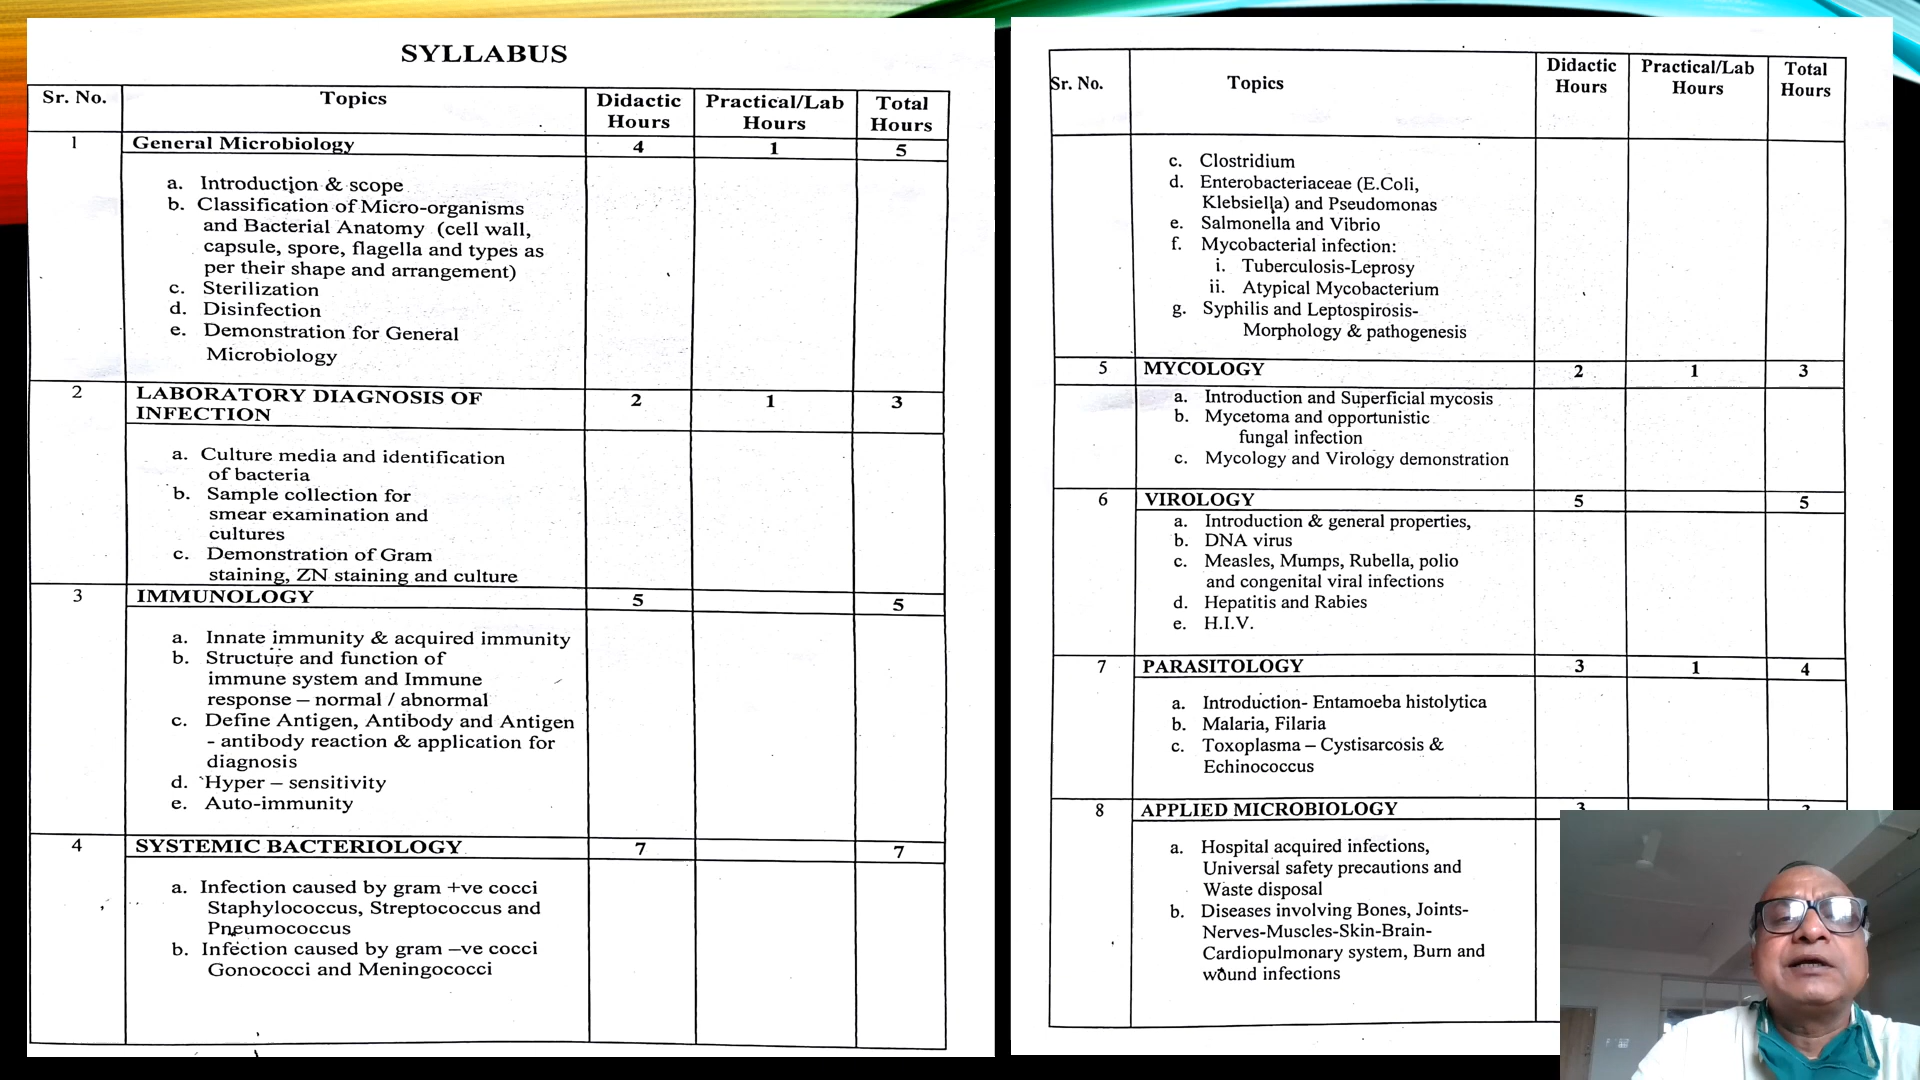 SYLLABUS
Sr. No. Topics Didactic Hours Practical/Lab Hours Total Hours
1 General Microbiology 4 1 5
a. Introduction & scope
b. Classification of Micro-organisms
and Bacterial Anatomy (cell wall,
capsule, spore, flagella and types as
per their shape and arrangement)
c. Sterilization
d. Disinfection
e. Demonstration for General
Microbiology
2 LABORATORY DIAGNOSIS OF 2 1 3
INFECTION
a. Culture media and identification
of bacteria
b. Sample collection for
smear examination and
cultures
c. Demonstration of Gram
staining, ZN staining and culture
3 IMMUNOLOGY 5 5
a. Innate immunity & acquired immunity
b. Structure and function of
immune system and Immune
response – normal / abnormal
c. Define Antigen, Antibody and Antigen
- antibody reaction & application for
diagnosis
d. Hyper – sensitivity
e. Auto-immunity
4 SYSTEMIC BACTERIOLOGY 7 7
a. Infection caused by gram +ve cocci
Staphylococcus, Streptococcus and
Pneumococcus
b. Infection caused by gram –ve cocci
Gonococci and Meningococci
Sr. No. Topics Didactic Hours Practical/Lab Hours Total Hours
c. Clostridium
d. Enterobacteriaceae (E.Coli,
Klebsiella) and Pseudomonas
e. Salmonella and Vibrio
f. Mycobacterial infection:
i. Tuberculosis-Leprosy
ii. Atypical Mycobacterium
g. Syphilis and Leptospirosis-
Morphology & pathogenesis
5 MYCOLOGY 2 1 3
a. Introduction and Superficial mycosis
b. Mycetoma and opportunistic
fungal infection
c. Mycology and Virology demonstration
6 VIROLOGY 5 5
a. Introduction & general properties,
b. DNA virus
c. Measles, Mumps, Rubella, polio
and congenital viral infections
d. Hepatitis and Rabies
e. H.I.V.
7 PARASITOLOGY 3 1 4
a. Introduction- Entamoeba histolytica
b. Malaria, Filaria
c. Toxoplasma – Cystisarcosis &
Echinococcus
8 APPLIED MICROBIOLOGY
a. Hospital acquired infections,
Universal safety precautions and
Waste disposal
b. Diseases involving Bones, Joints-
Nerves-Muscles-Skin-Brain-
Cardiopulmonary system, Burn and
wound infections